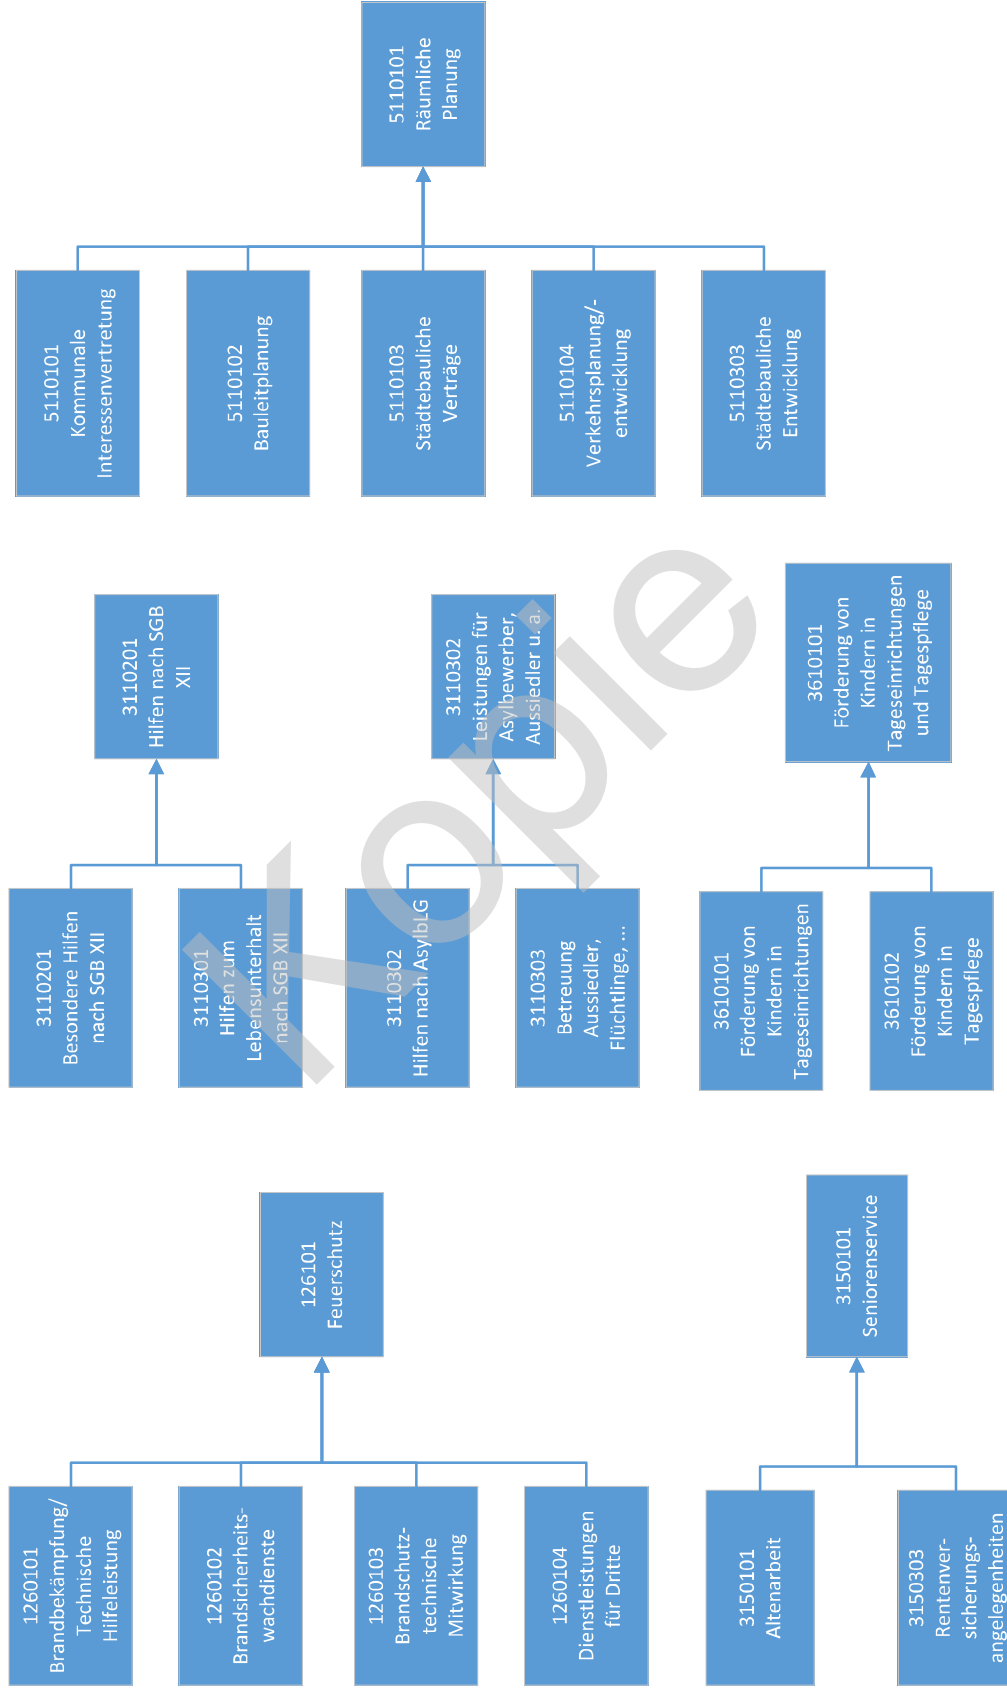 1260101
Brandbekämpfung/
Technische
Hilfeleistung
1260102
Brandsicherheits-
wachdienste
1260103
Brandschutz-
technische
Mitwirkung
1260104
Dienstleistungen
für Dritte
126101
Feuerschutz
3150101
Altenarbeit
3150303
Rentenver-
sicherungs-
angelegenheiten
3150101
Seniorenservice
3110201
Besondere Hilfen
nach SGB XII
3110301
Hilfen zum
Lebensunterhalt
nach SGB XII
3110201
Hilfen nach SGB
XII
3110302
Hilfen nach AsylbLG
3110303
Betreuung
Aussiedler,
Flüchtlinge, ...
3110302
Leistungen für
Asylbewerber,
Aussiedler u. a.
3610101
Förderung von
Kindern in
Tageseinrichtungen
3610102
Förderung von
Kindern in
Tagespflege
3610101
Förderung von
Kindern in
Tageseinrichtungen
und Tagespflege
5110101
Kommunale
Interessenvertretung
5110102
Bauleitplanung
5110103
Städtebauliche
Verträge
5110104
Verkehrsplanung/-
entwicklung
5110303
Städtebauliche
Entwicklung
5110101
Räumliche
Planung
Kopie